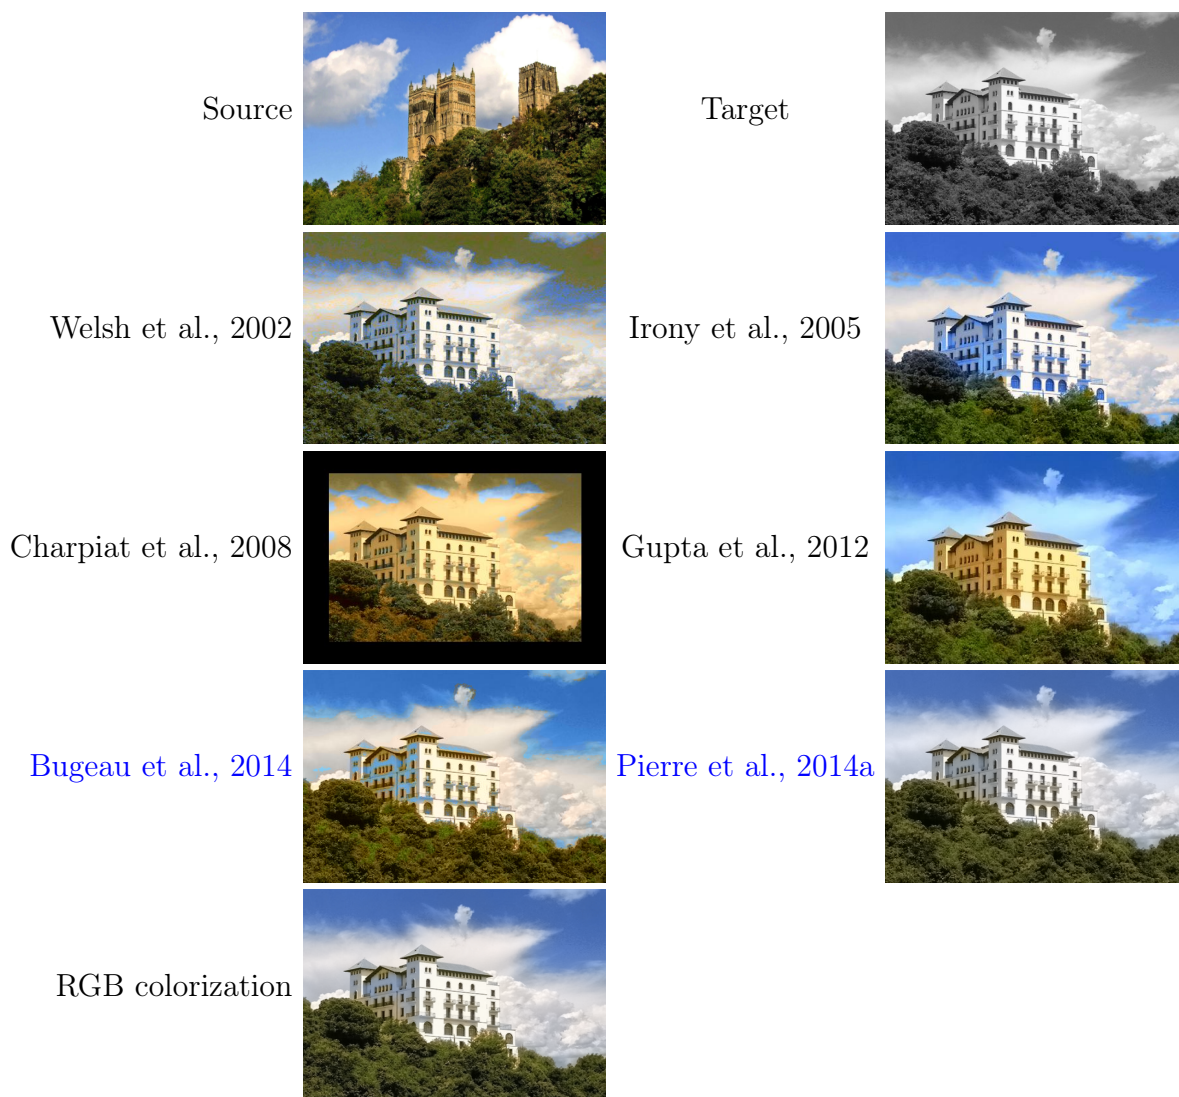 Source
Target
Welsh et al., 2002
Irony et al., 2005
Charpiat et al., 2008
Gupta et al., 2012
Bugeau et al., 2014
Pierre et al., 2014a
RGB colorization